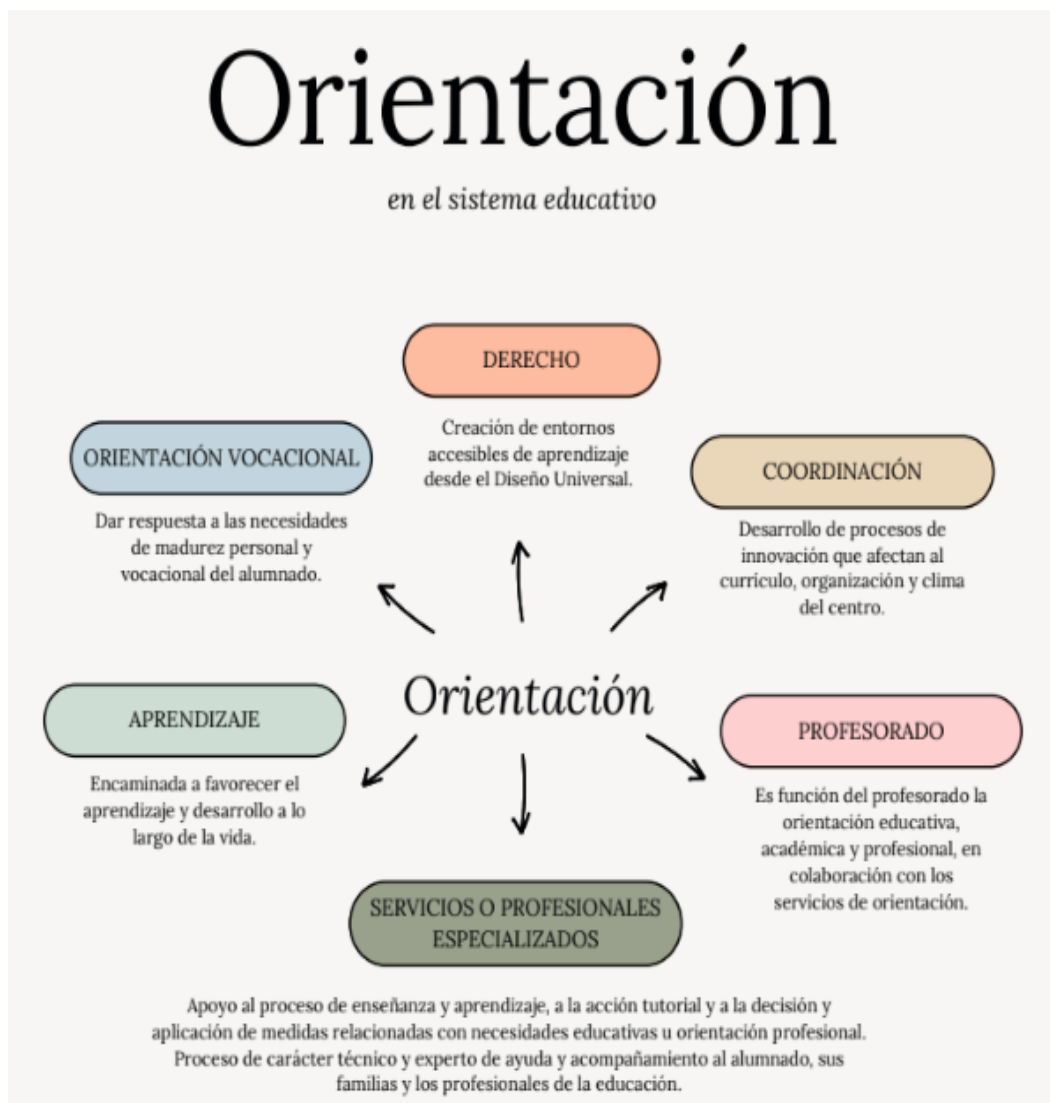 Orientación
en el sistema educativo
DERECHO
Creación de entornos
accesibles de aprendizaje
desde el Diseño Universal.
ORIENTACIÓN VOCACIONAL
Dar respuesta a las necesidades
de madurez personal y
vocacional del alumnado.
COORDINACIÓN
Desarrollo de procesos de
innovación que afectan al
currículo, organización y clima
del centro.
Orientación
APRENDIZAJE
Encaminada a favorecer el
aprendizaje y desarrollo a lo
largo de la vida.
PROFESORADO
Es función del profesorado la
orientación educativa,
académica y profesional, en
colaboración con los
servicios de orientación.
SERVICIOS O PROFESIONALES
ESPECIALIZADOS
Apoyo al proceso de enseñanza y aprendizaje, a la acción tutorial y a la decisión y
aplicación de medidas relacionadas con necesidades educativas u orientación profesional.
Proceso de carácter técnico y experto de ayuda y acompañamiento al alumnado, sus
familias y los profesionales de la educación.